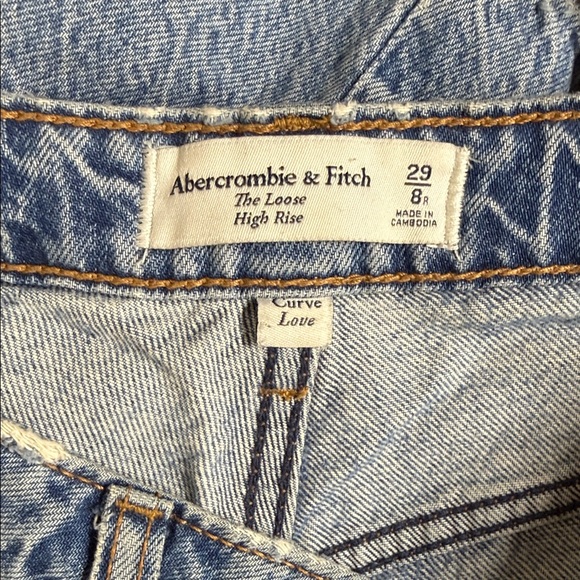 Abercrombie & Fitch
The Loose
High Rise
29
8R
MADE IN
CAMBODIA
Curve
Love